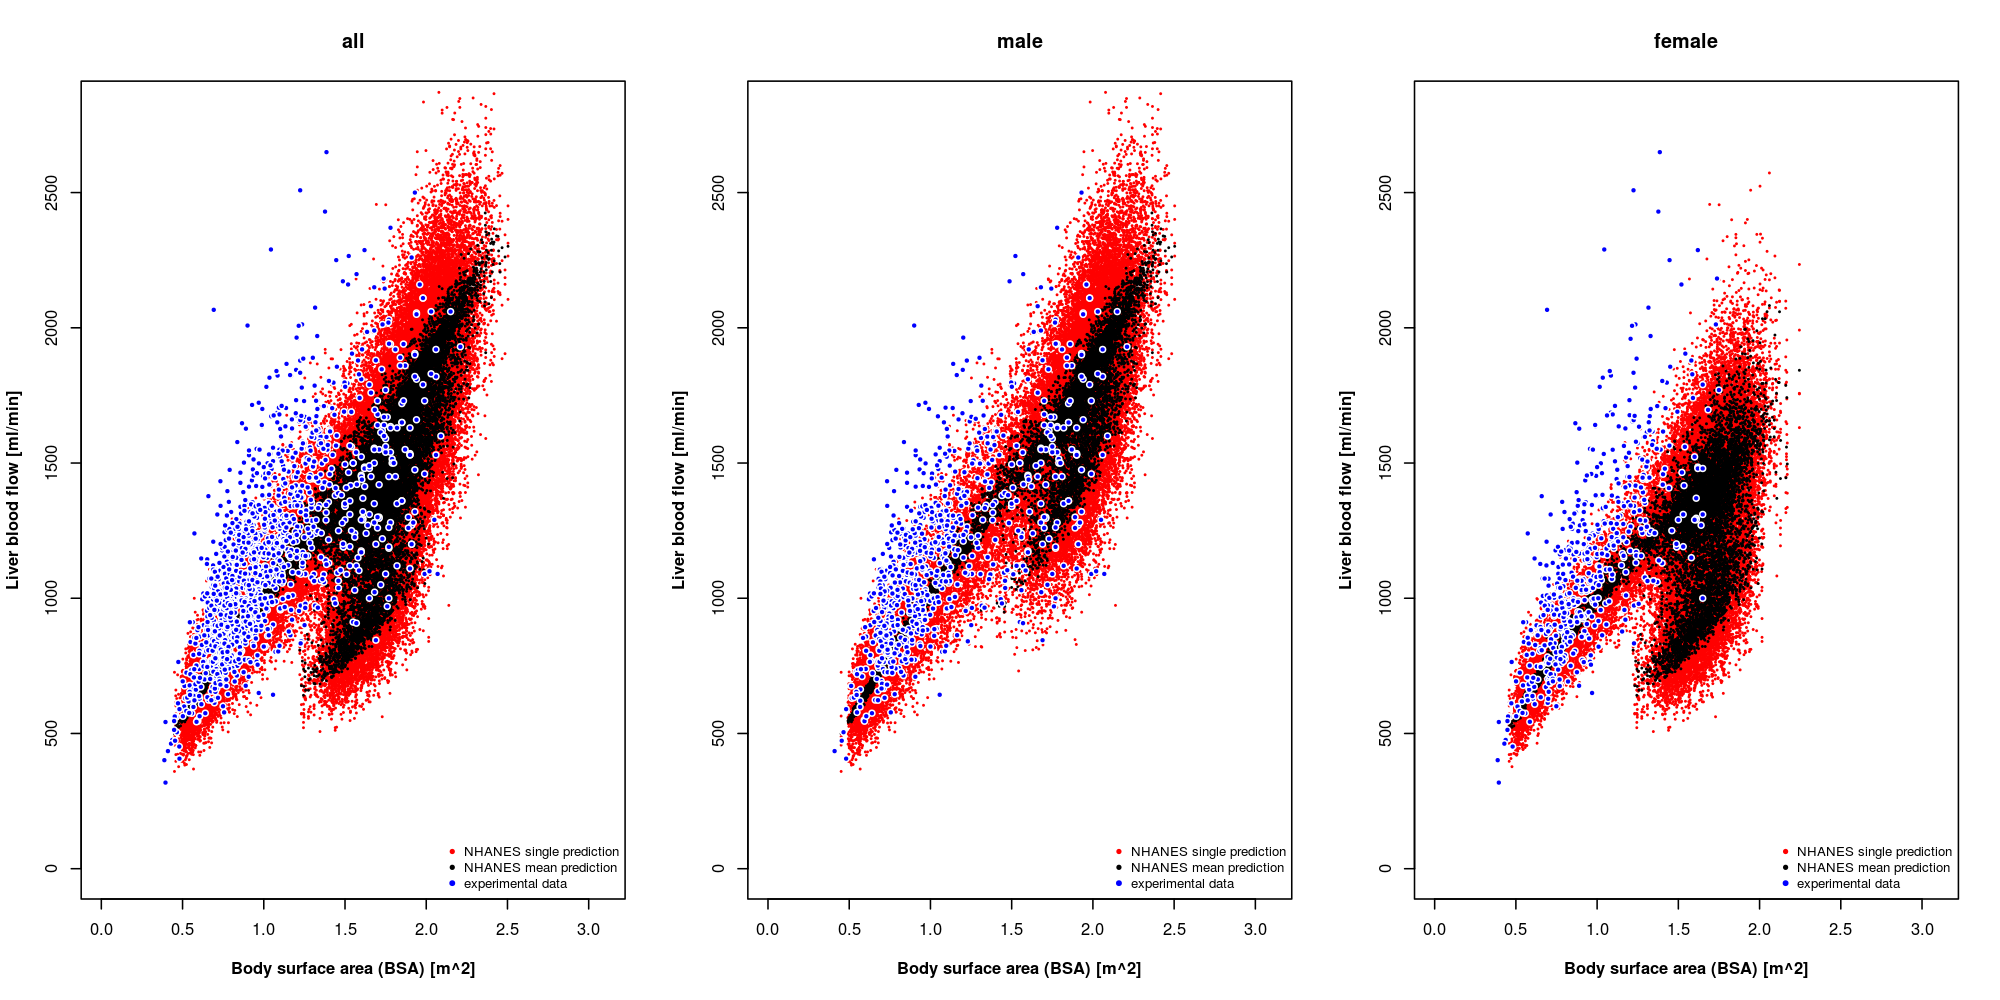 all
male
female
Liver blood flow [ml/min]
0
500
1000
1500
2000
2500
NHANES single prediction
NHANES mean prediction
experimental data
0.0 0.5 1.0 1.5 2.0 2.5 3.0
Body surface area (BSA) [m^2]
Liver blood flow [ml/min]
0
500
1000
1500
2000
2500
NHANES single prediction
NHANES mean prediction
experimental data
0.0 0.5 1.0 1.5 2.0 2.5 3.0
Body surface area (BSA) [m^2]
Liver blood flow [ml/min]
0
500
1000
1500
2000
2500
NHANES single prediction
NHANES mean prediction
experimental data
0.0 0.5 1.0 1.5 2.0 2.5 3.0
Body surface area (BSA) [m^2]